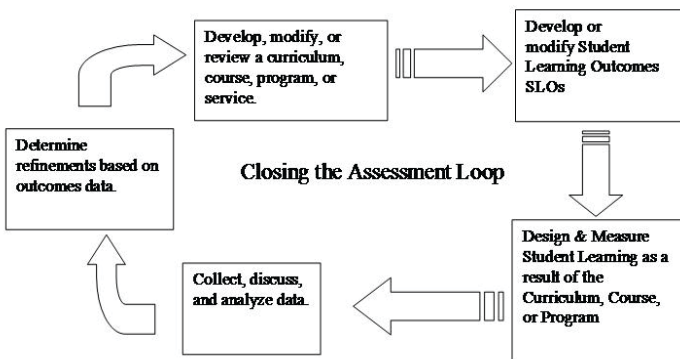 Develop, modify, or
review a curriculum,
course, program, or
service.
Develop or
modify Student
Learning Outcomes
SLOs
Determine
refinements based on
outcomes data.
Closing the Assessment Loop
Design & Measure
Student Learning as a
result of the
Curriculum, Course,
or Program
Collect, discuss,
and analyze data.